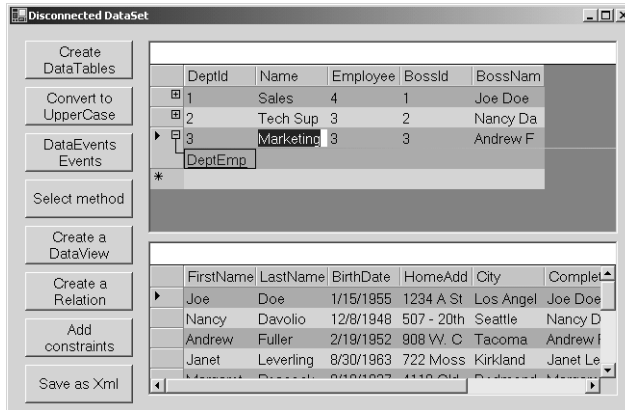 Disconnected DataSet
Create
DataTables
Convert to
UpperCase
DataEvents
Events
Select method
Create a
DataView
Create a
Relation
Add
constraints
Save as Xml
DeptId Name Employee BossId BossNam
1 Sales 4 1 Joe Doe
2 Tech Sup 3 2 Nancy Da
3 Marketing 3 3 Andrew F
DeptEmp
FirstName LastName BirthDate HomeAdd City Complet
Joe Doe 1/15/1955 1234 A St Los Angel Joe Doe
Nancy Davolio 12/8/1948 507 - 20th Seattle Nancy D
Andrew Fuller 2/19/1952 908 W. C Tacoma Andrew F
Janet Leverling 8/30/1963 722 Moss Kirkland Janet Le